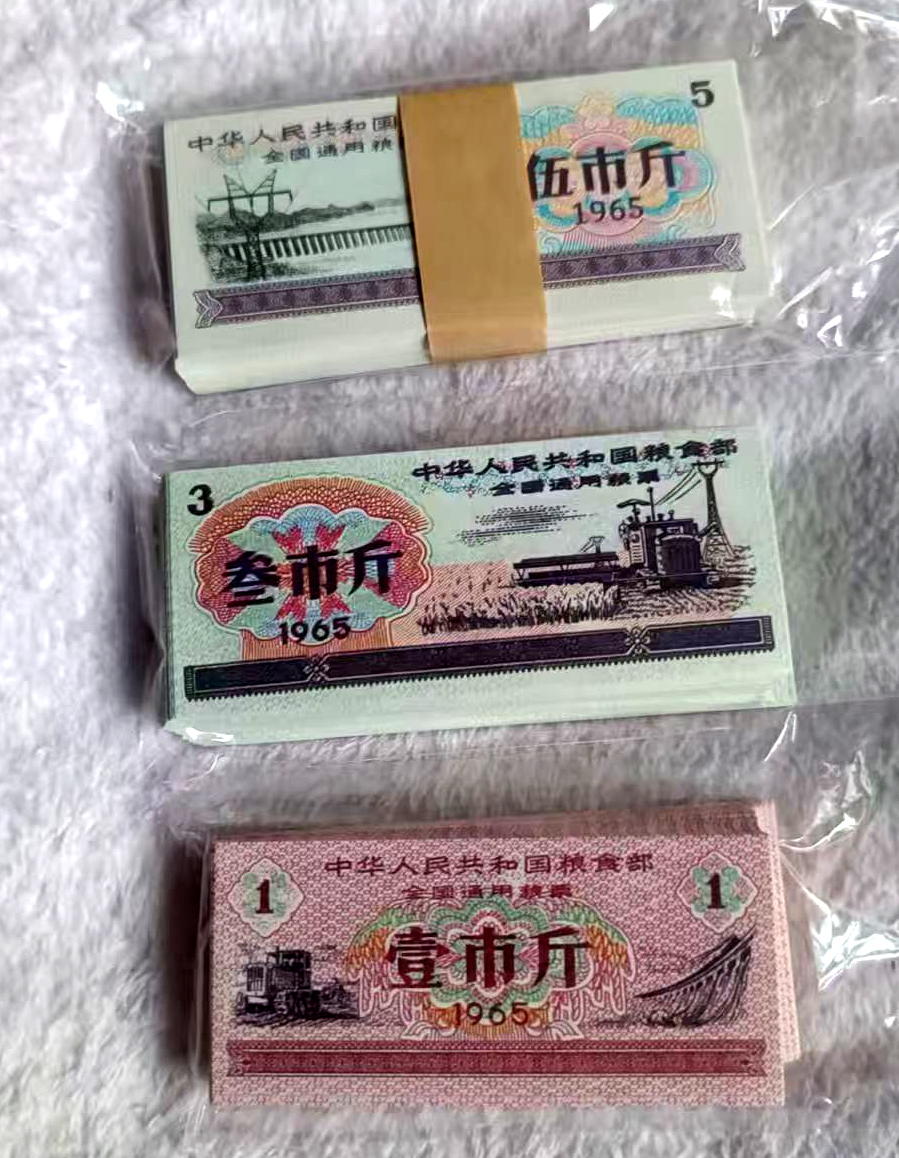 5
中华人民共和国
全国通用粮
伍市斤
1965
3
中华人民共和国粮食部
全国通用粮票
叁市斤
1965
中华人民共和国粮食部
全国通用粮票
1
1
壹市斤
1965